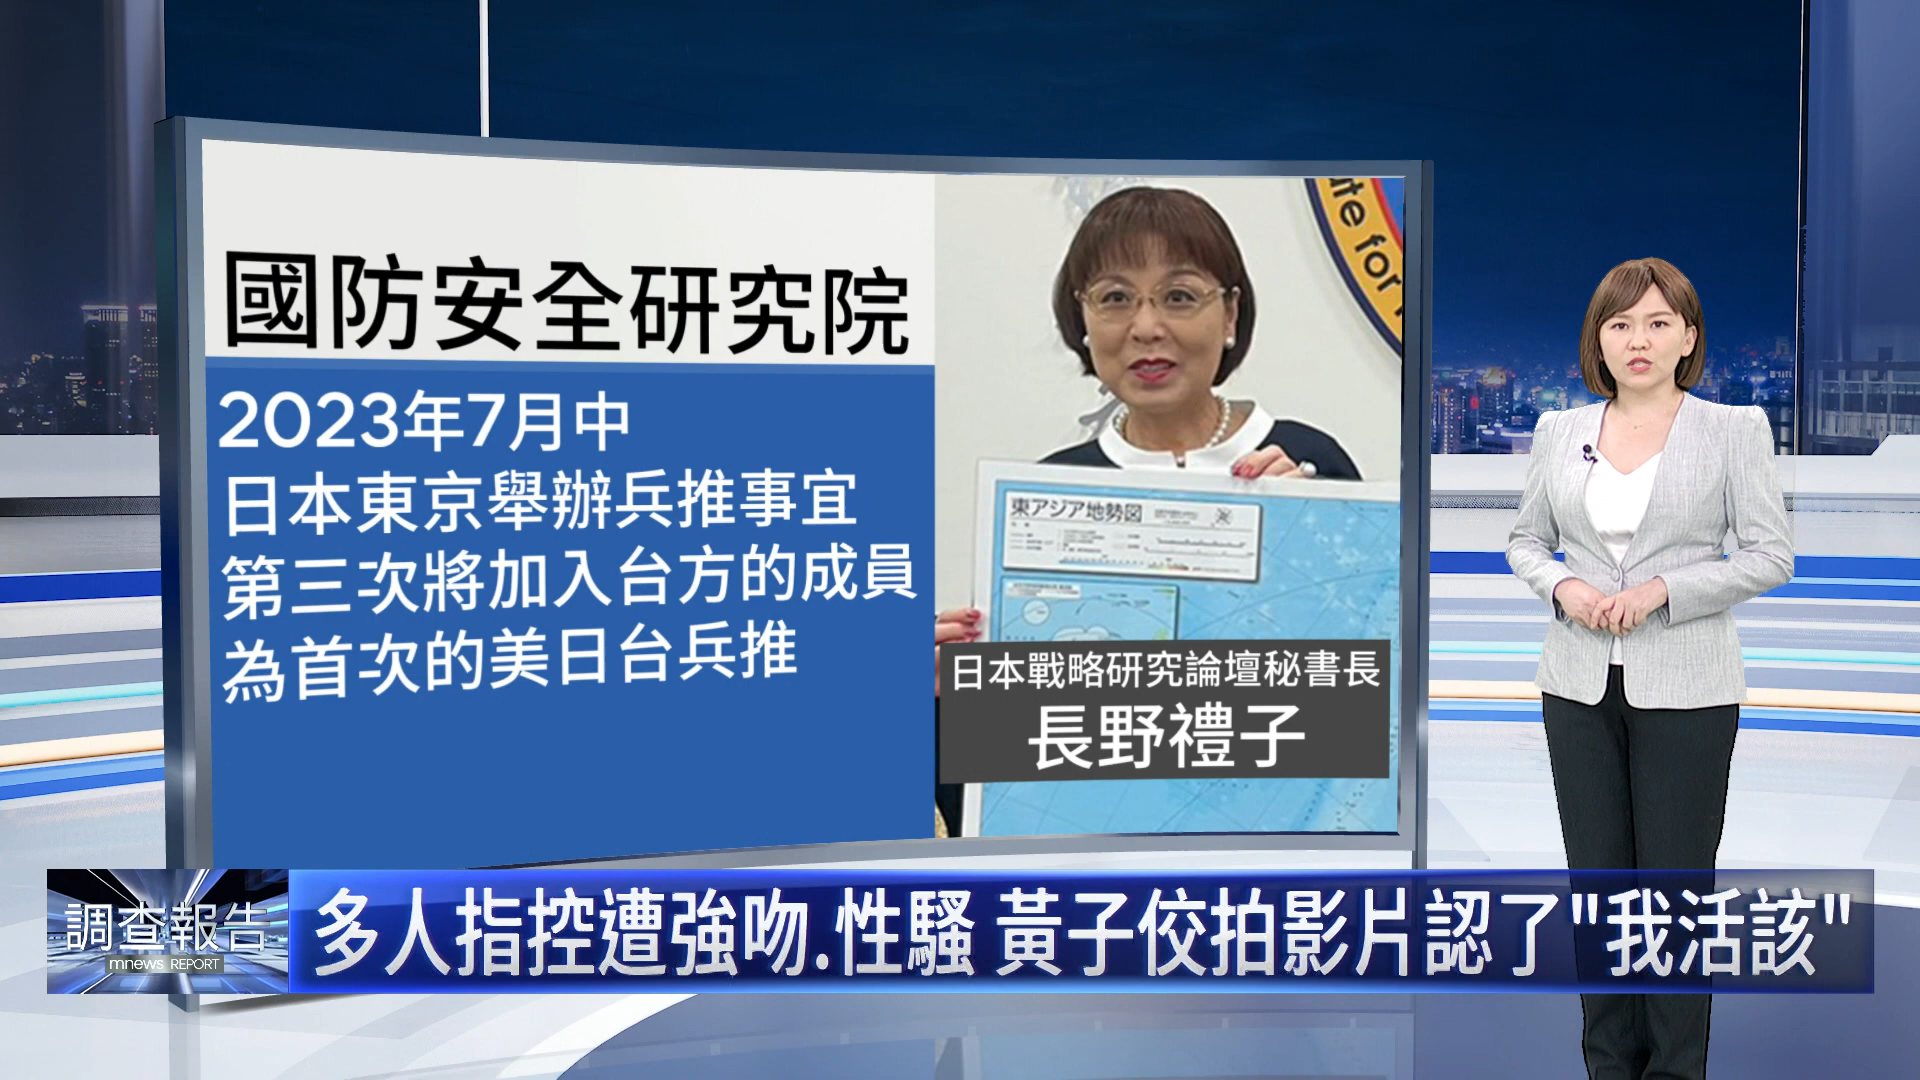 國防安全研究院
2023年7月中
日本東京舉辦兵推事宜
第三次將加入台方的成員
為首次的美日台兵推
ute for
東アジア地勢図
日本戰略研究論壇秘書長
長野禮子
調查報告
mnews REPORT
多人指控遭強吻.性騷 黃子佼拍影片認了"我活該"